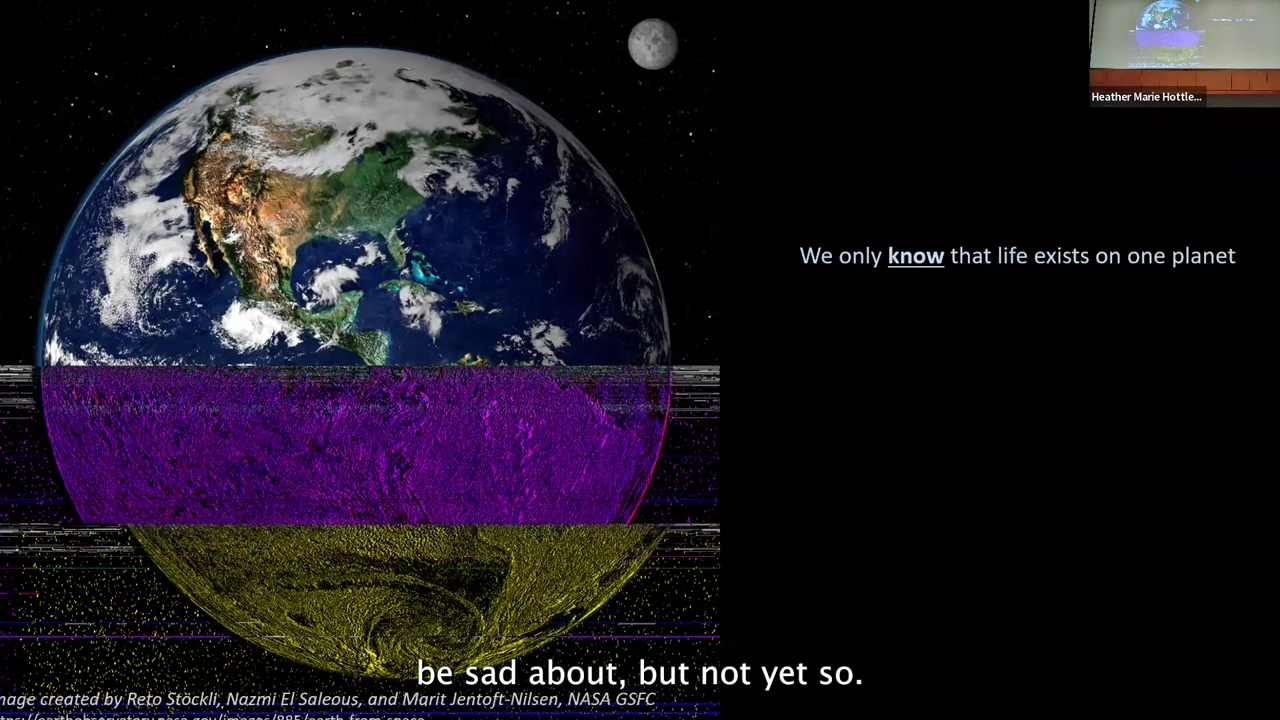 Heather Marie Hottle...
We only know that life exists on one planet
be sad about, but not yet so.
mage created by Reto Stöckli, Nazmi El Saleous, and Marit Jentoft-Nilsen, NASA GSFC